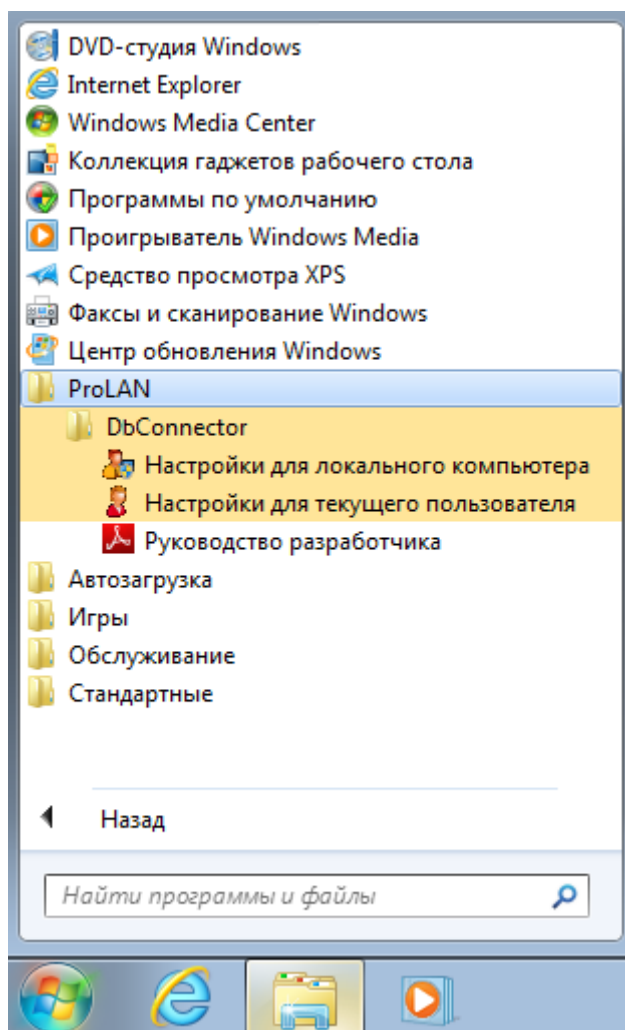 DVD-студия Windows
Internet Explorer
Windows Media Center
Коллекция гаджетов рабочего стола
Программы по умолчанию
Проигрыватель Windows Media
Средство просмотра XPS
Факсы и сканирование Windows
Центр обновления Windows
ProLAN
DbConnector
Настройки для локального компьютера
Настройки для текущего пользователя
Руководство разработчика
Автозагрузка
Игры
Обслуживание
Стандартные
Назад
Найти программы и файлы